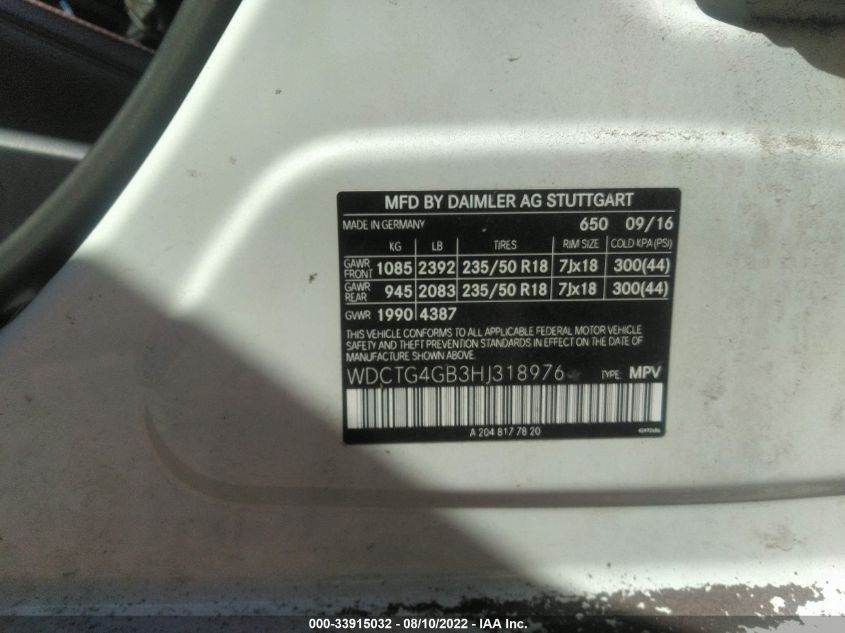 MFD BY DAIMLER AG STUTTGART
MADE IN GERMANY 650 09/16
KG LB TIRES RIM SIZE COLD KPA (PSI)
GAWR FRONT 1085 2392 235/50 R18 7Jx18 300(44)
GAWR REAR 945 2083 235/50 R18 7Jx18 300(44)
GVWR 1990 4387
THIS VEHICLE CONFORMS TO ALL APPLICABLE FEDERAL MOTOR VEHICLE
SAFETY AND THEFT PREVENTION STANDARDS IN EFFECT ON THE DATE OF
MANUFACTURE SHOWN ABOVE.
WDCTG4GB3HJ318976 TYPE: MPV
A 204 817 78 20
000-33915032 - 08/10/2022 - IAA Inc.